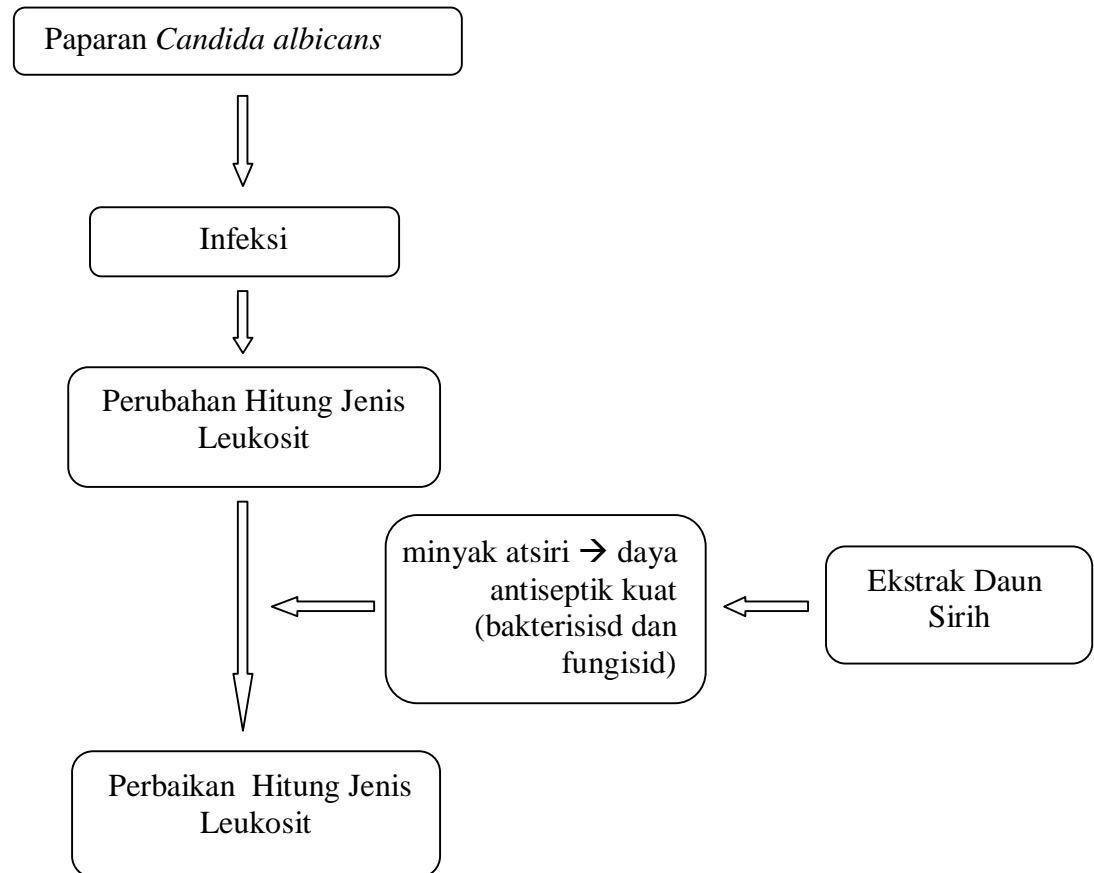 Paparan Candida albicans
Infeksi
Perubahan Hitung Jenis
Leukosit
minyak atsiri → daya
antiseptik kuat
(bakterisisd dan
fungisid)
Ekstrak Daun
Sirih
Perbaikan Hitung Jenis
Leukosit